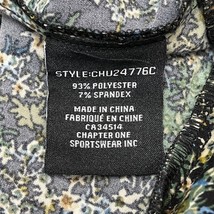 STYLE:CHU24776C
93% POLYESTER
7% SPANDEX
MADE IN CHINA
FABRIQUÉ EN CHINE
CA34514
CHAPTER ONE
SPORTSWEAR INC